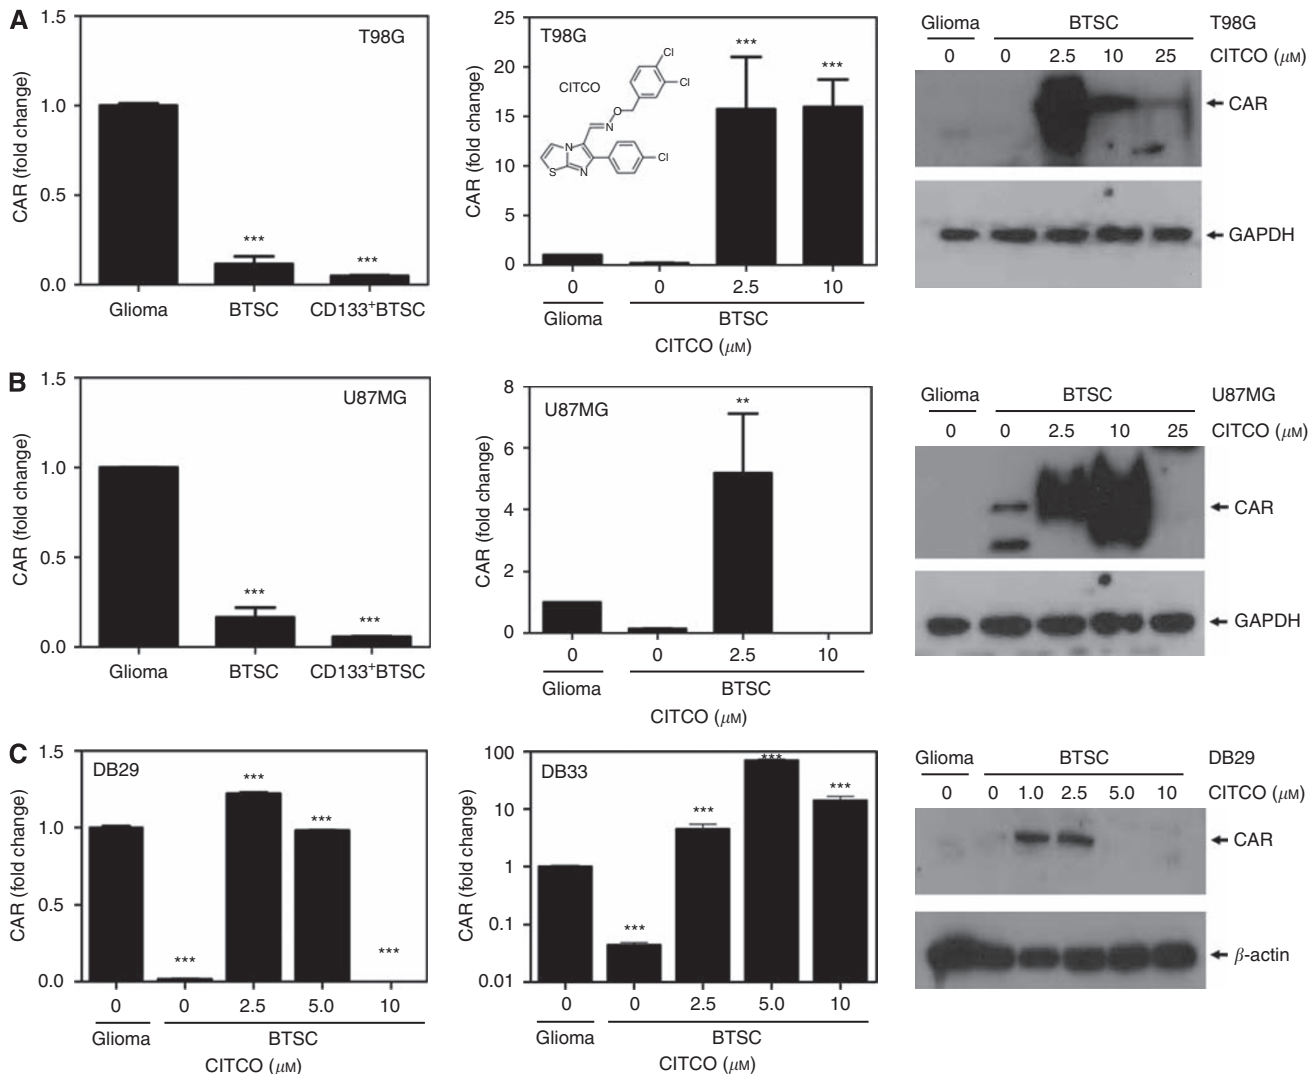 A
CAR (fold change)
1.5
1.0
0.5
0.0
T98G
***
***
Glioma
BTSC
CD133+BTSC
CAR (fold change)
25
20
15
10
5
0
T98G
CITCO
Cl
Cl
O
N
N
N
S
Cl
***
***
0 0 2.5 10
Glioma BTSC
CITCO (μM)
Glioma BTSC T98G
0 0 2.5 10 25 CITCO (μM)
CAR
GAPDH
B
CAR (fold change)
1.5
1.0
0.5
0.0
U87MG
***
***
Glioma
BTSC
CD133+BTSC
CAR (fold change)
8
6
4
2
0
U87MG
**
0 0 2.5 10
Glioma BTSC
CITCO (μM)
Glioma BTSC U87MG
0 0 2.5 10 25 CITCO (μM)
CAR
GAPDH
C
CAR (fold change)
1.5
1.0
0.5
0.0
DB29
***
***
***
***
0 0 2.5 5.0 10
Glioma BTSC
CITCO (μM)
CAR (fold change)
100
10
1
0.1
0.01
DB33
***
***
***
***
0 0 2.5 5.0 10
Glioma BTSC
CITCO (μM)
Glioma BTSC DB29
0 0 1.0 2.5 5.0 10 CITCO (μM)
CAR
β-actin